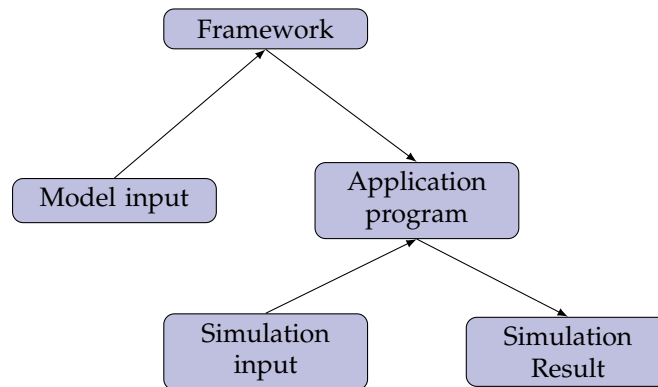 Framework
Model input
Application
program
Simulation
input
Simulation
Result